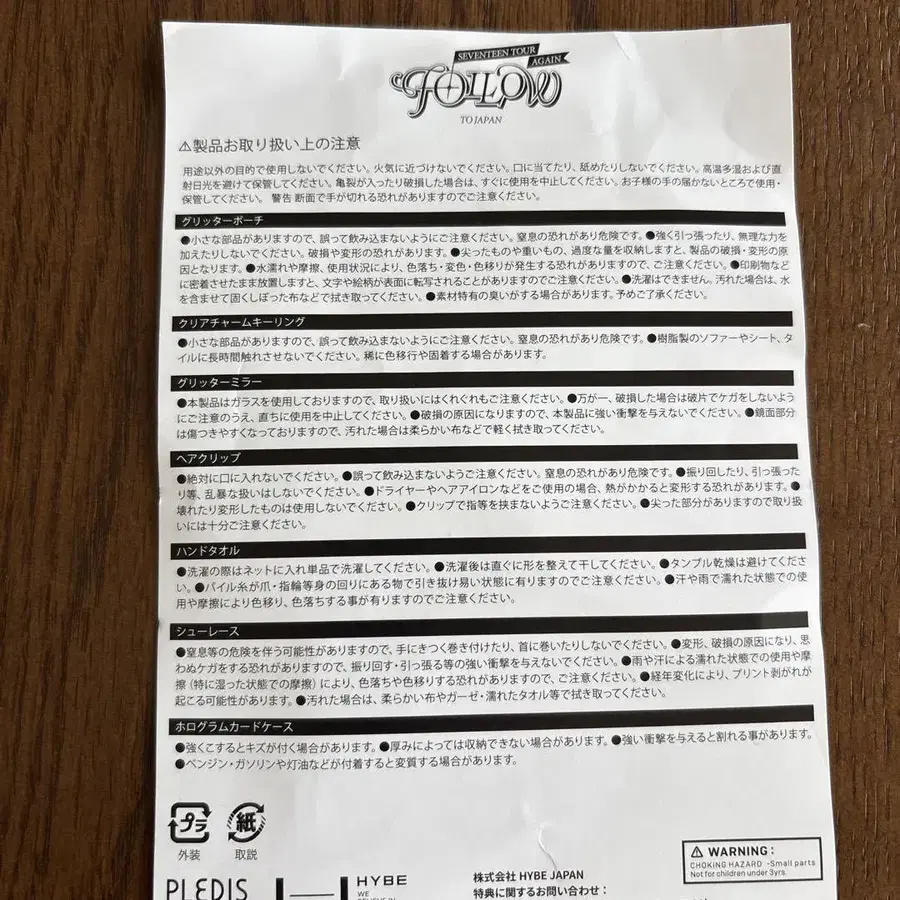 SEVENTEEN TOUR
AGAIN
FOLLOW
TO JAPAN
⚠製品お取り扱い上の注意
用途以外の目的で使用しないでください。火気に近づけないでください。口に当てたり、舐めたりしないでください。高温多湿および直
射日光を避けて保管してください。亀裂が入ったり破損した場合は、すぐに使用を中止してください。お子様の手の届かないところで使用・
保管してください。 警告 断面で手が切れる恐れがありますのでご注意ください。
グリッターポーチ
●小さな部品がありますので、誤って飲み込まないようにご注意ください。窒息の恐れがあり危険です。●強く引っ張ったり、無理な力を
加えたりしないでください。破損や変形の恐れがあります。●尖ったものや重いもの、過度な量を収納しますと、製品の破損・変形の原
因となります。●水濡れや摩擦、使用状況により、色落ち・変色・色移りが発生する恐れがありますので、ご注意ください。●印刷物など
に密着させたまま放置しますと、文字や絵柄が表面に転写されることがありますのでご注意ください。●洗濯はできません。汚れた場合は、水
を含ませて固くしぼった布などで拭き取ってください。●素材特有の臭いがする場合があります。予めご了承ください。
クリアチャームキーリング
●小さな部品がありますので、誤って飲み込まないようにご注意ください。窒息の恐れがあり危険です。●樹脂製のソファーやシート、タ
イルに長時間触れさせないでください。稀に色移行や固着する場合があります。
グリッターミラー
●本製品はガラスを使用しておりますので、取り扱いにはくれぐれもご注意ください。●万が一、破損した場合は破片でケガをしないよう
にご注意のうえ、直ちに使用を中止してください。●破損の原因になりますので、本製品に強い衝撃を与えないでください。●鏡面部分
は傷つきやすくなっておりますので、汚れた場合は柔らかい布などで軽く拭き取ってください。
ヘアクリップ
●絶対に口に入れないでください。●誤って飲み込まないようご注意ください。窒息の恐れがあり危険です。●振り回したり、引っ張った
り等、乱暴な扱いはしないでください。●ドライヤーやヘアアイロンなどをご使用の場合、熱がかかると変形する恐れがあります。●
壊れたり変形したものは使用しないでください。●クリップで指等を挟まないようご注意ください。●尖った部分がありますので取り扱
いには十分ご注意ください。
ハンドタオル
●洗濯の際はネットに入れ単品で洗濯してください。●洗濯後は直ぐに形を整えて干してください。●タンブル乾燥は避けてくださ
い。●パイル糸が爪・指輪等身の回りにある物で引き抜け易い状態に有りますのでご注意ください。●汗や雨で濡れた状態での使
用や摩擦により色移り、色落ちする事が有りますのでご注意ください。
シューレース
●窒息等の危険を伴う可能性がありますので、手にきつく巻き付けたり、首に巻いたりしないでください。●変形、破損の原因になり、思
わぬケガをする恐れがありますので、振り回す・引っ張る等の強い衝撃を与えないでください。●雨や汗による濡れた状態での使用や摩
擦（特に湿った状態での摩擦）により、色落ちや色移りする恐れがありますので、ご注意ください。●経年変化により、プリント剥がれが
起こる可能性があります。●汚れた場合は、柔らかい布やガーゼ・濡れたタオル等で拭き取ってください。
ホログラムカードケース
●強くこするとキズが付く場合があります。●厚みによっては収納できない場合があります。●強い衝撃を与えると割れる事があります。
●ベンジン・ガソリンや灯油などが付着すると変質する場合があります。
プラ 紙
外装 取説
⚠ WARNING :
CHOKING HAZARD -Small parts
Not for children under 3yrs.
PLEDIS HYBE
WE
BELIEVE IN
株式会社 HYBE JAPAN
特典に関するお問い合わせ：